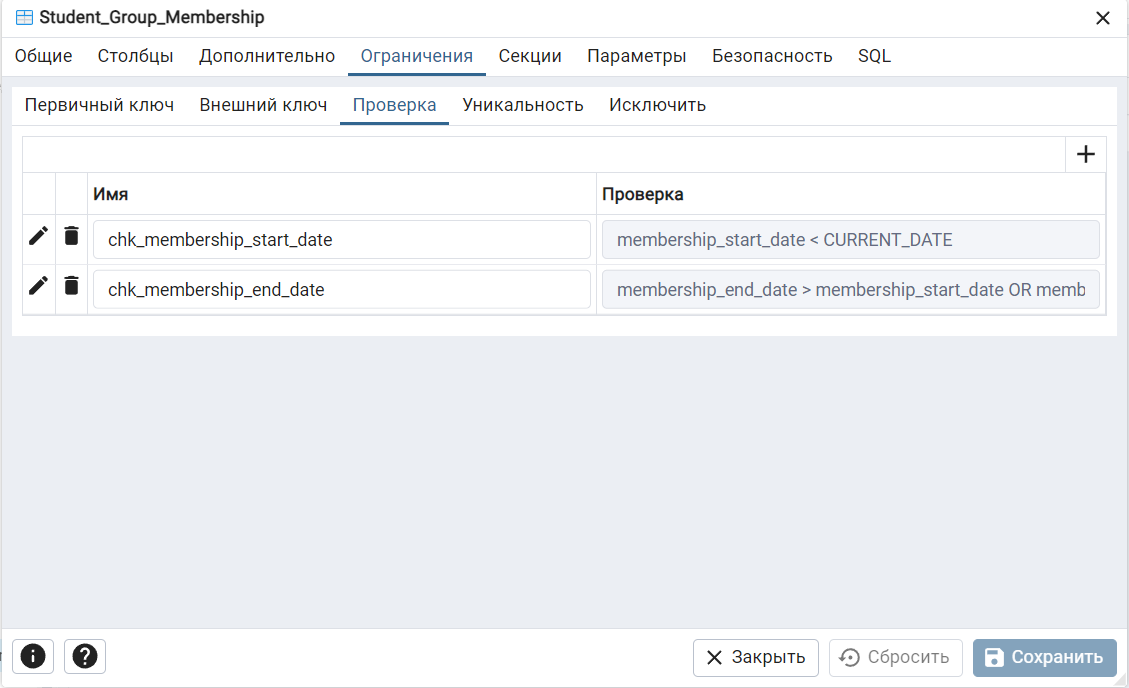 Student_Group_Membership
Общие Столбцы Дополнительно Ограничения Секции Параметры Безопасность SQL
Первичный ключ Внешний ключ Проверка Уникальность Исключить
Имя Проверка
chk_membership_start_date membership_start_date < CURRENT_DATE
chk_membership_end_date membership_end_date > membership_start_date OR memb
Закрыть Сбросить Сохранить